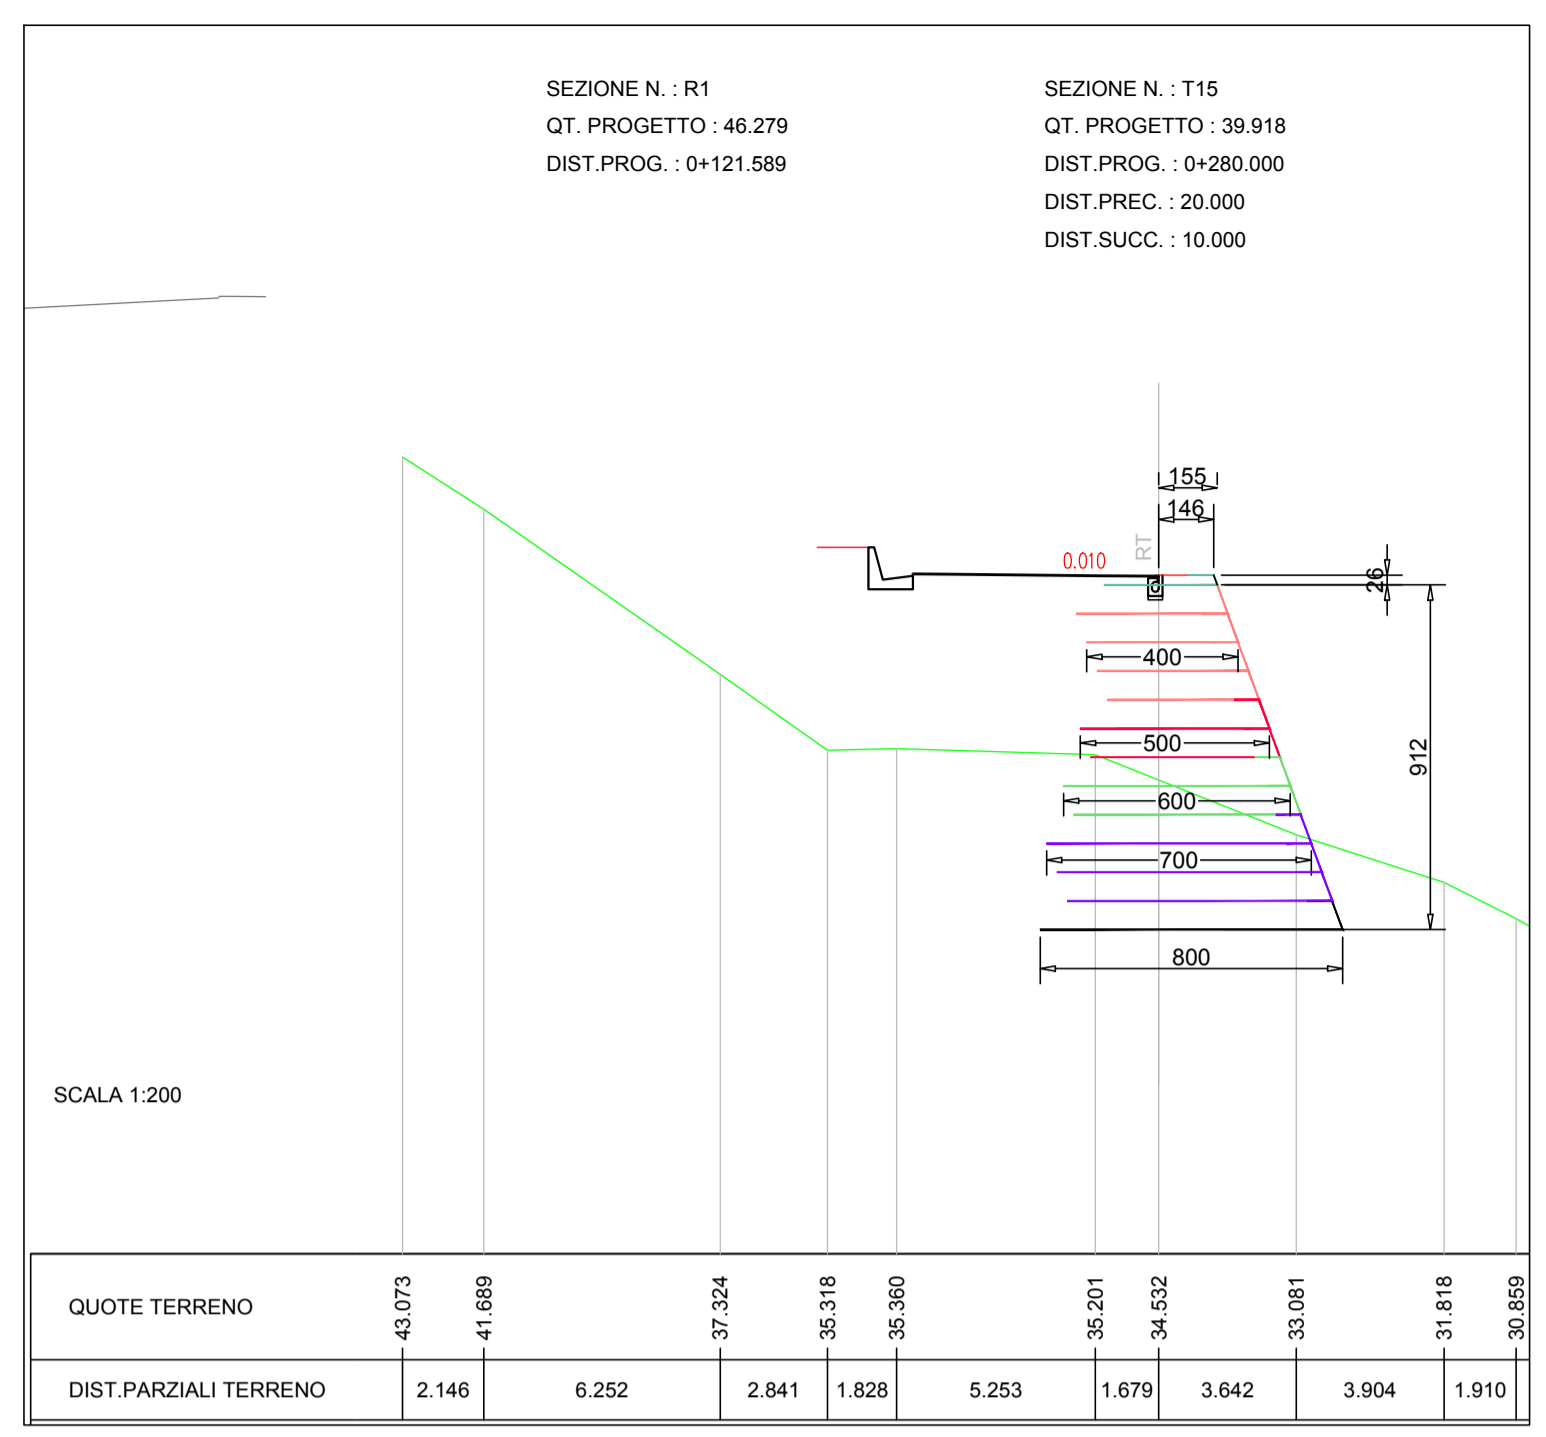 SEZIONE N. : R1
QT. PROGETTO : 46.279
DIST.PROG. : 0+121.589
SEZIONE N. : T15
QT. PROGETTO : 39.918
DIST.PROG. : 0+280.000
DIST.PREC. : 20.000
DIST.SUCC. : 10.000
155
146
RT
0.010
26
400
500
912
600
700
800
SCALA 1:200
QUOTE TERRENO 43.073 41.689 37.324 35.318 35.360 35.201 34.532 33.081 31.818 30.859
DIST.PARZIALI TERRENO 2.146 6.252 2.841 1.828 5.253 1.679 3.642 3.904 1.910